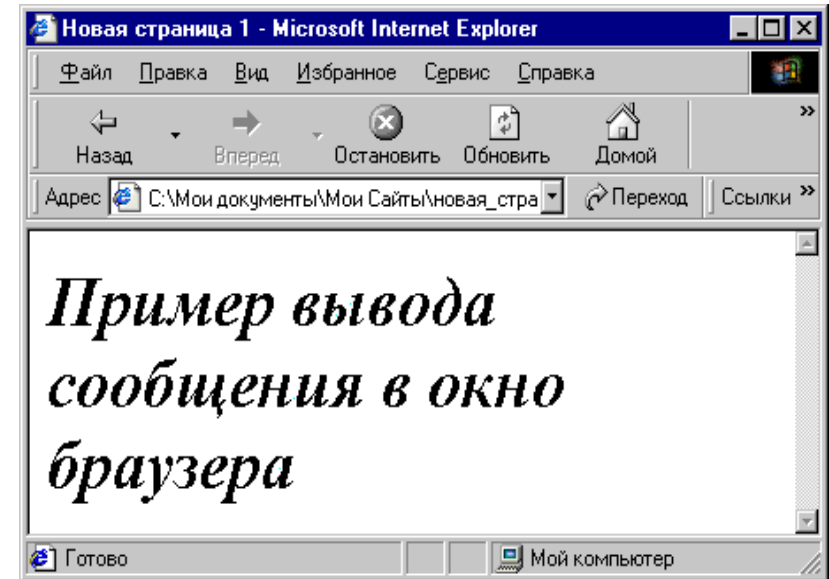 Новая страница 1 - Microsoft Internet Explorer
Файл Правка Вид Избранное Сервис Справка
Назад Вперед Остановить Обновить Домой »
Адрес C:\Мои документы\Мои Сайты\новая_стра Переход Ссылки »
Пример вывода
сообщения в окно
браузера
Готово Мой компьютер